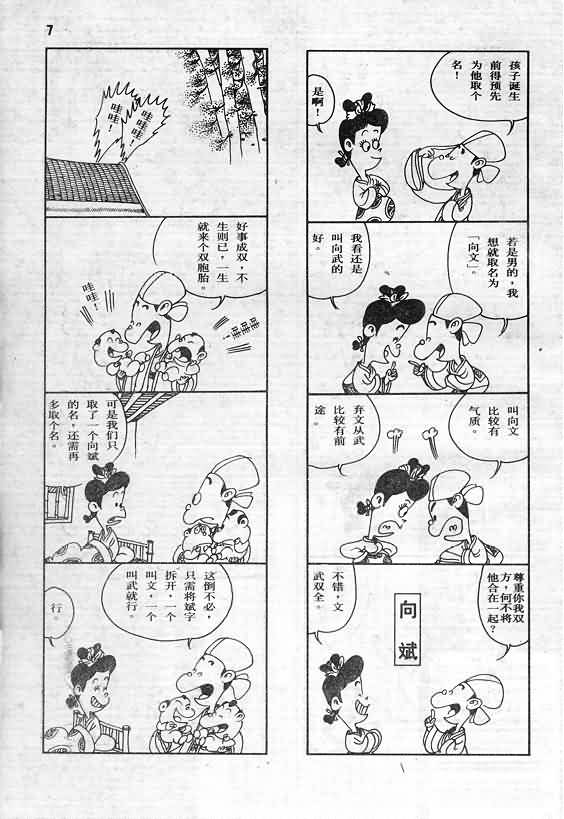 7
孩子诞生
前得预先
为他取个
名！
是啊！
若是男的，我
想就取名为
「向文」。
我看还是
叫向武的
好。
叫向文
比较有
气质。
弃文从武
比较有前
途。
尊重你我双
方，何不将
他合在一起？
向斌
不错，文
武双全。
哇哇！
哇哇哇！
哇哇！
好事成双，不
生则已，一生
就来个双胞胎。
哇哇！
哇哇哇！
可是我们只
取了一个向斌
的名，还需再
多取个名。
这倒不必，
只需将斌字
拆开，一个
叫文，一个
叫武就行。
行。